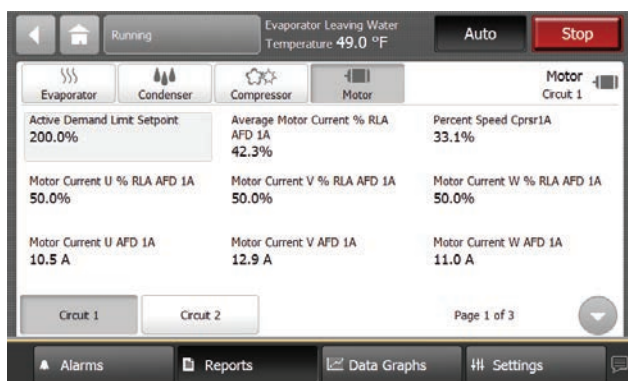 Running
Evaporator Leaving Water
Temperature 49.0 °F
Auto
Stop
Evaporator
Condenser
Compressor
Motor
Motor
Circuit 1
Active Demand Limit Setpoint
200.0%
Average Motor Current % RLA
AFD 1A
42.3%
Percent Speed Cprsr1A
33.1%
Motor Current U % RLA AFD 1A
50.0%
Motor Current V % RLA AFD 1A
50.0%
Motor Current W % RLA AFD 1A
50.0%
Motor Current U AFD 1A
10.5 A
Motor Current V AFD 1A
12.9 A
Motor Current W AFD 1A
11.0 A
Circuit 1
Circuit 2
Page 1 of 3
Alarms
Reports
Data Graphs
Settings